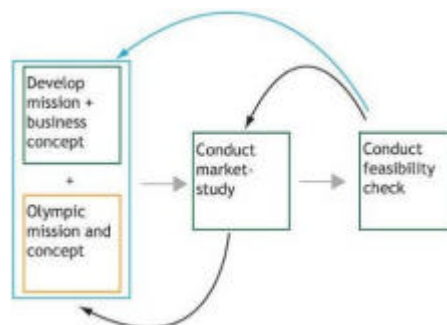 Develop
mission +
business
concept
+
Olympic
mission and
concept
Conduct
market-
study
Conduct
feasibility
check